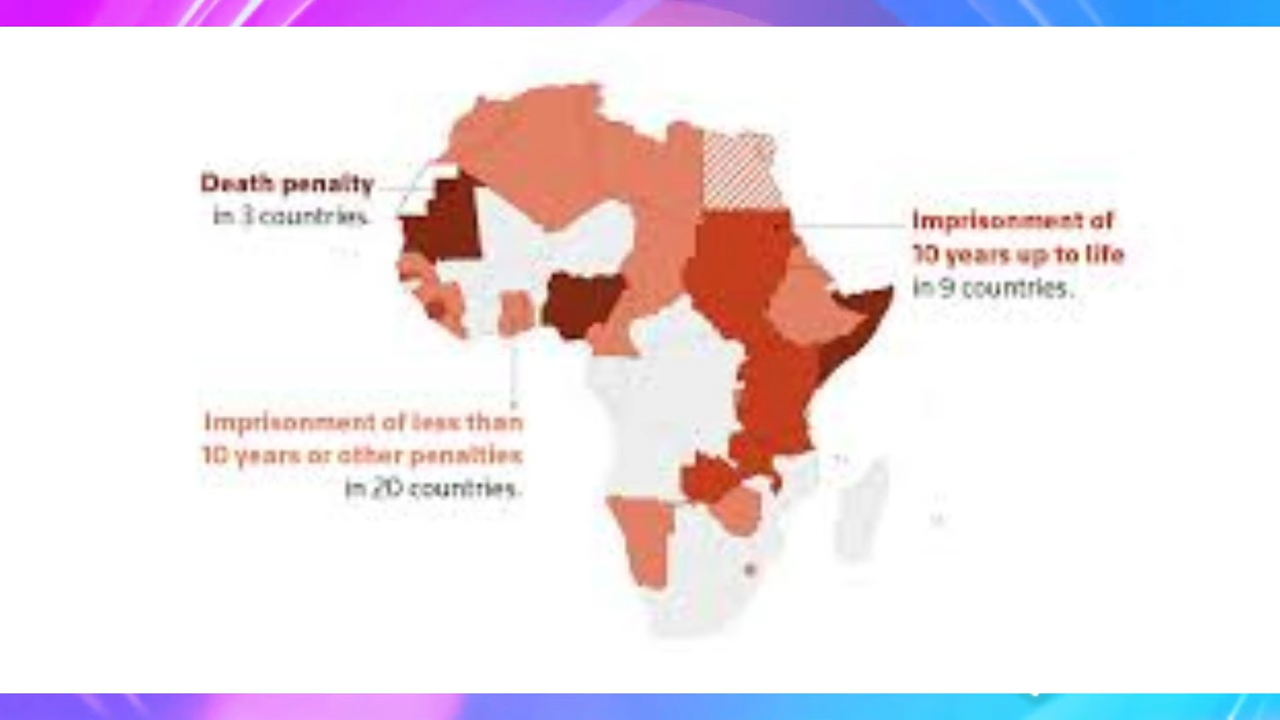 Death penalty
in 3 countries.
Imprisonment of
10 years up to life
in 9 countries.
Imprisonment of less than
10 years or other penalties
in 20 countries.